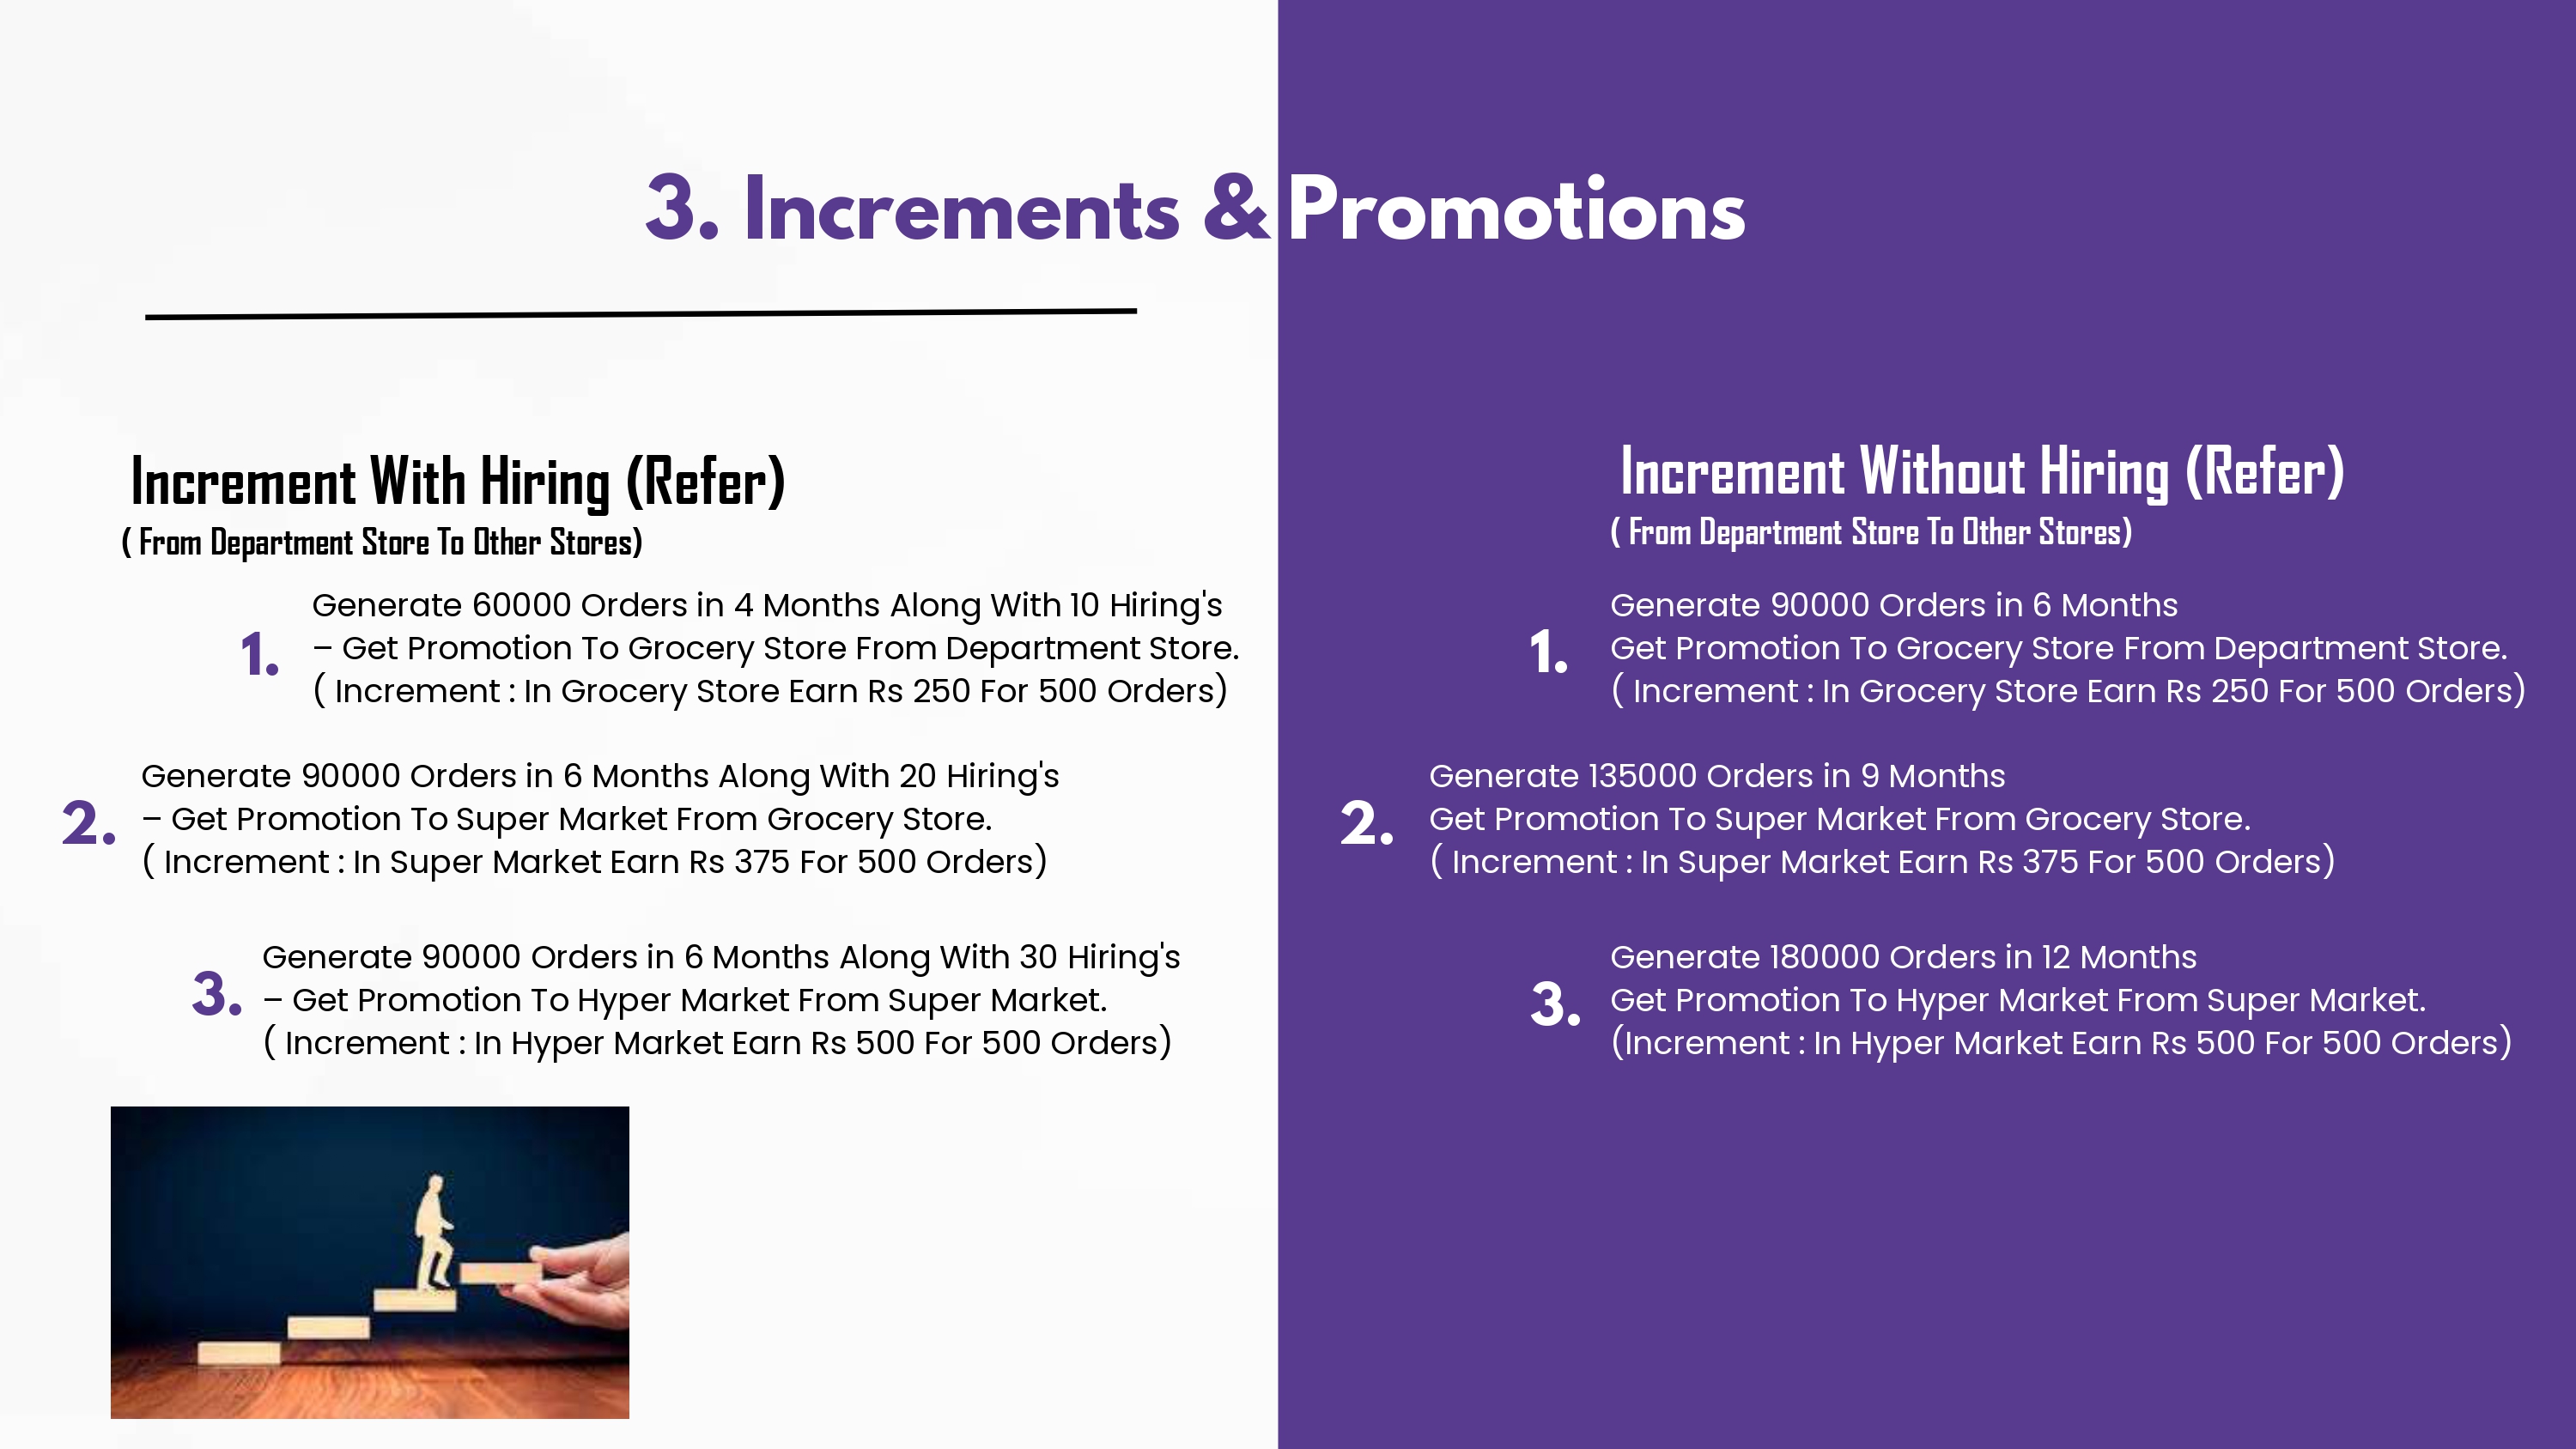 3. Increments & Promotions
Increment With Hiring (Refer)
( From Department Store To Other Stores)
1.
Generate 60000 Orders in 4 Months Along With 10 Hiring's
– Get Promotion To Grocery Store From Department Store.
( Increment : In Grocery Store Earn Rs 250 For 500 Orders)
2.
Generate 90000 Orders in 6 Months Along With 20 Hiring's
– Get Promotion To Super Market From Grocery Store.
( Increment : In Super Market Earn Rs 375 For 500 Orders)
3.
Generate 90000 Orders in 6 Months Along With 30 Hiring's
– Get Promotion To Hyper Market From Super Market.
( Increment : In Hyper Market Earn Rs 500 For 500 Orders)
Increment Without Hiring (Refer)
( From Department Store To Other Stores)
1.
Generate 90000 Orders in 6 Months
Get Promotion To Grocery Store From Department Store.
( Increment : In Grocery Store Earn Rs 250 For 500 Orders)
2.
Generate 135000 Orders in 9 Months
Get Promotion To Super Market From Grocery Store.
( Increment : In Super Market Earn Rs 375 For 500 Orders)
3.
Generate 180000 Orders in 12 Months
Get Promotion To Hyper Market From Super Market.
(Increment : In Hyper Market Earn Rs 500 For 500 Orders)